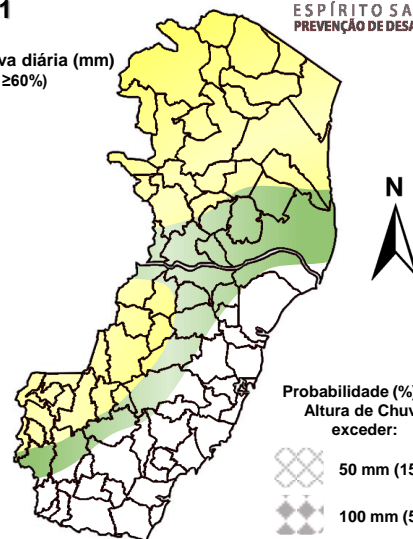 1
ESPÍRITO SA
PREVENÇÃO DE DESA
va diária (mm)
≥60%)
N
Probabilidade (%)
Altura de Chuv
exceder:
50 mm (15
100 mm (5